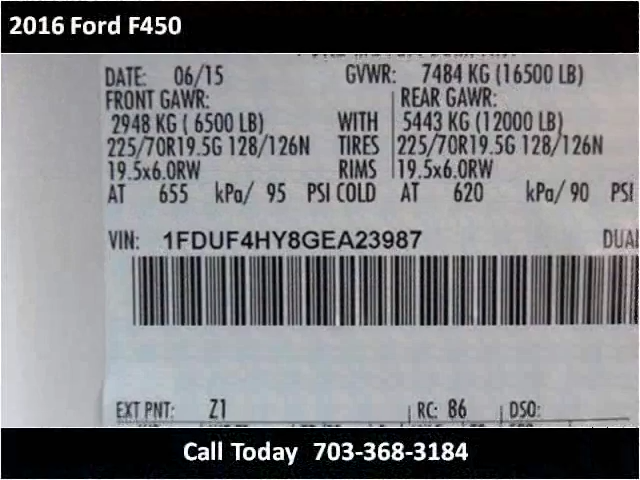 2016 Ford F450
DATE: 06/15 GVWR: 7484 KG (16500 LB)
FRONT GAWR: REAR GAWR:
2948 KG ( 6500 LB) WITH 5443 KG (12000 LB)
225/70R19.5G 128/126N TIRES 225/70R19.5G 128/126N
19.5x6.0RW RIMS 19.5x6.0RW
AT 655 kPa/ 95 PSI COLD AT 620 kPa/ 90 PSI
VIN: 1FDUF4HY8GEA23987 DUAL
EXT PNT: Z1 RC: 86 DSO:
Call Today 703-368-3184